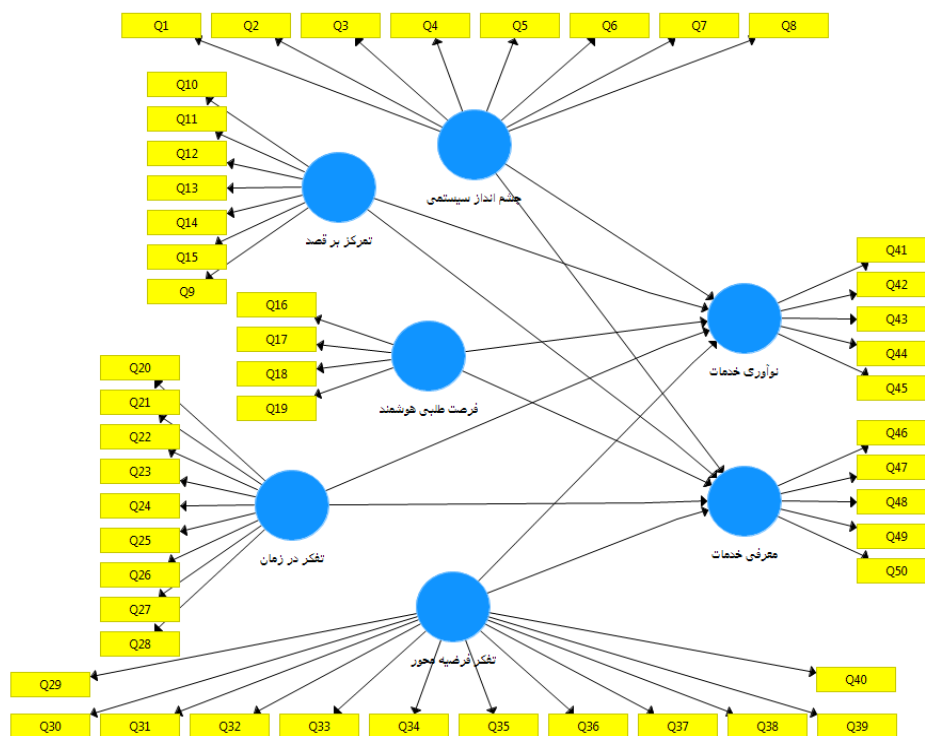 Q1
Q2
Q3
Q4
Q5
Q6
Q7
Q8
Q10
Q11
Q12
Q13
Q14
Q15
Q9
چشم انداز سیستمی
تمرکز بر قصد
Q16
Q17
Q18
Q19
فرصت طلبی هوشمند
Q41
Q42
Q43
Q44
Q45
نوآوری خدمات
Q20
Q21
Q22
Q23
Q24
Q25
Q26
Q27
Q28
تفکر در زمان
Q46
Q47
Q48
Q49
Q50
معرفی خدمات
تفکر فرضیه محور
Q29
Q40
Q30
Q31
Q32
Q33
Q34
Q35
Q36
Q37
Q38
Q39